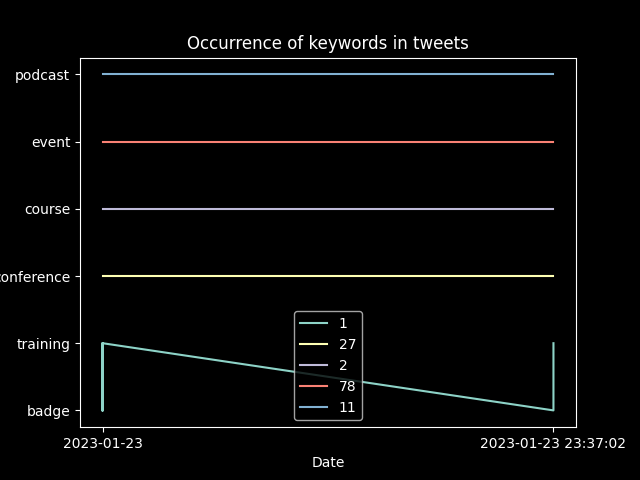 Occurrence of keywords in tweets
podcast
event
course
onference
training
badge
1
27
2
78
11
2023-01-23
2023-01-23 23:37:02
Date